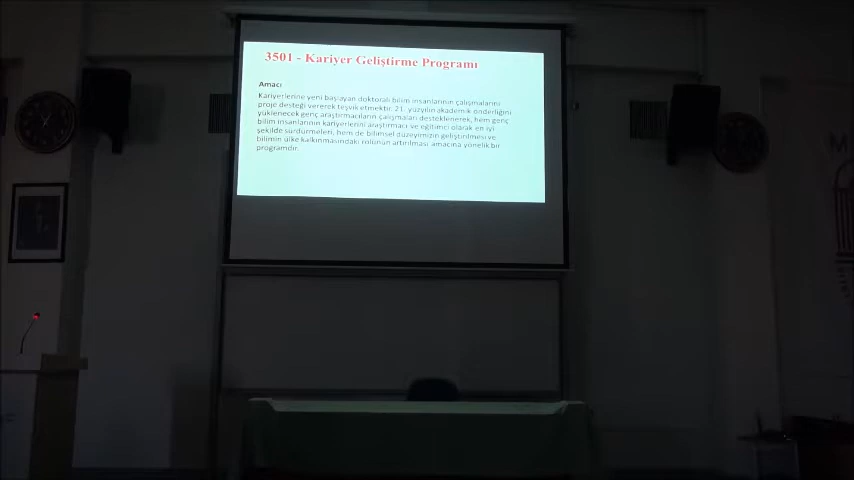 3501 - Kariyer Geliştirme Programı
Amacı
Kariyerlerine yeni başlayan doktoralı bilim insanlarının çalışmalarını
proje desteği vererek teşvik etmektir. 21. yüzyılın akademik önderliğini
yüklenecek genç araştırmacıların çalışmaları desteklenerek, hem genç
bilim insanlarının kariyerlerini araştırmacı ve eğitimci olarak en iyi
şekilde sürdürmeleri, hem de bilimsel düzeyimizin geliştirilmesi ve
bilimin ülke kalkınmasındaki rolünün artırılması amacına yönelik bir
programdır.
M